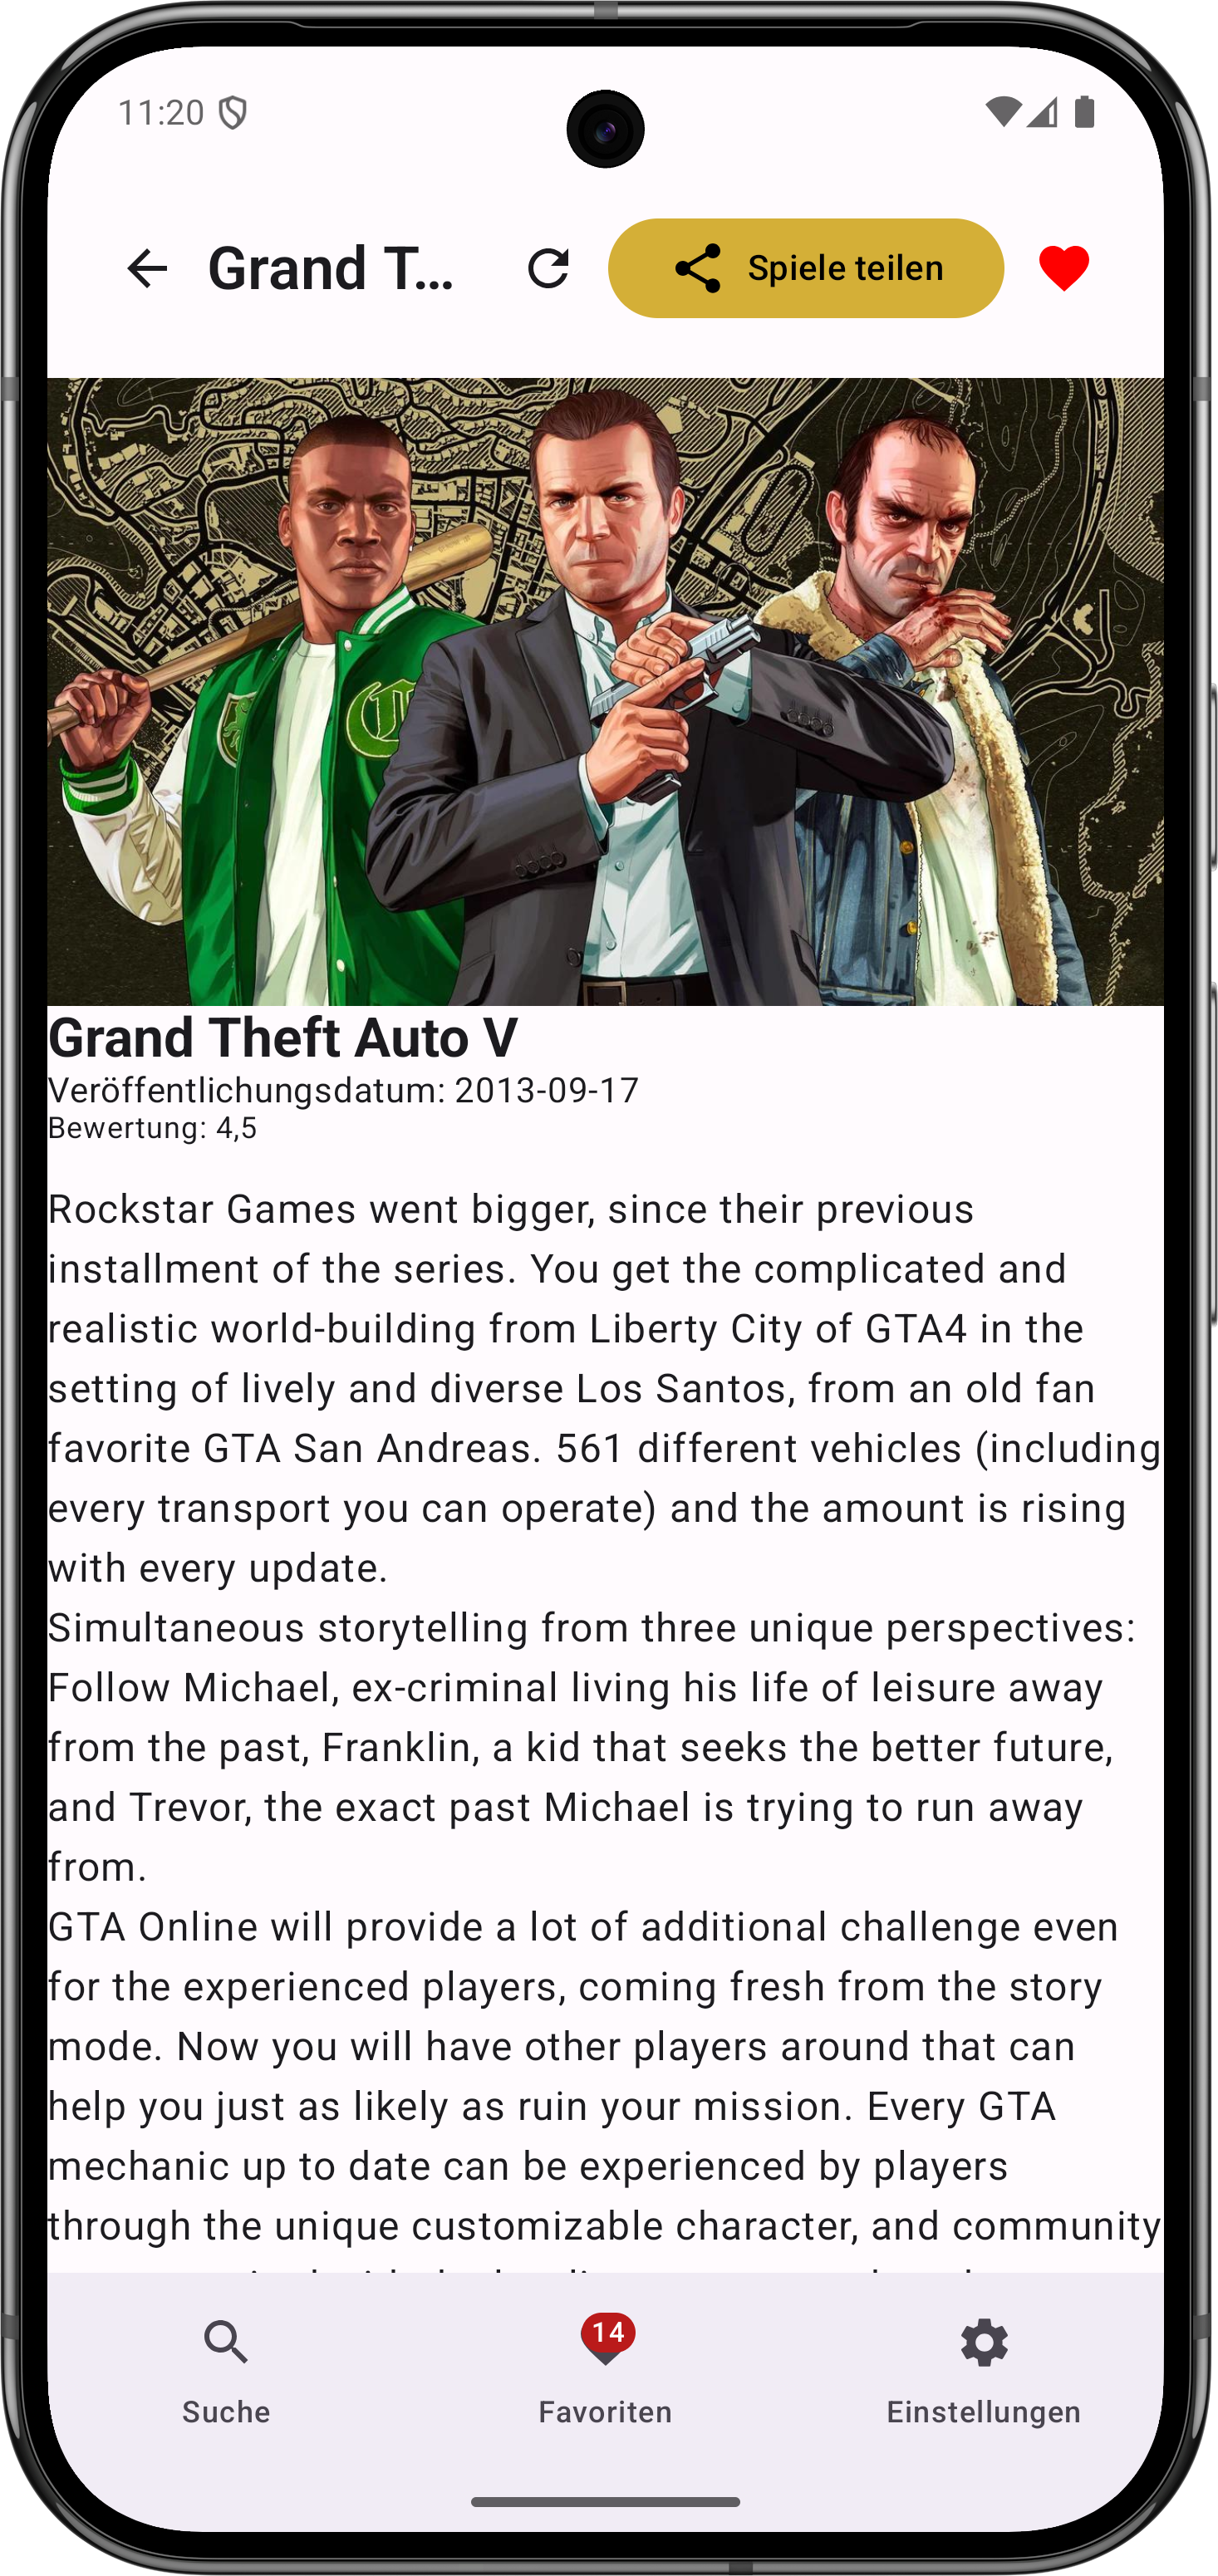 11:20
Grand T...
Spiele teilen
Grand Theft Auto V
Veröffentlichungsdatum: 2013-09-17
Bewertung: 4,5
Rockstar Games went bigger, since their previous
installment of the series. You get the complicated and
realistic world-building from Liberty City of GTA4 in the
setting of lively and diverse Los Santos, from an old fan
favorite GTA San Andreas. 561 different vehicles (including
every transport you can operate) and the amount is rising
with every update.
Simultaneous storytelling from three unique perspectives:
Follow Michael, ex-criminal living his life of leisure away
from the past, Franklin, a kid that seeks the better future,
and Trevor, the exact past Michael is trying to run away
from.
GTA Online will provide a lot of additional challenge even
for the experienced players, coming fresh from the story
mode. Now you will have other players around that can
help you just as likely as ruin your mission. Every GTA
mechanic up to date can be experienced by players
through the unique customizable character, and community
14
Suche
Favoriten
Einstellungen